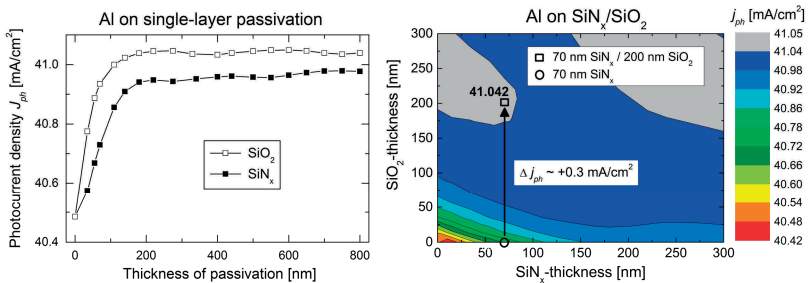 Al on single-layer passivation
Photocurrent density J_ph [mA/cm²]
41.0
40.8
40.6
40.4
SiO₂
SiNₓ
0 200 400 600 800
Thickness of passivation [nm]
Al on SiNₓ/SiO₂
SiO₂-thickness [nm]
300
250
200
150
100
50
0
70 nm SiNₓ / 200 nm SiO₂
70 nm SiNₓ
41.042
Δ j_ph ~ +0.3 mA/cm²
0 50 100 150 200 250 300
SiNₓ-thickness [nm]
j_ph [mA/cm²]
41.05
41.04
40.98
40.92
40.86
40.80
40.74
40.67
40.66
40.60
40.54
40.48
40.42